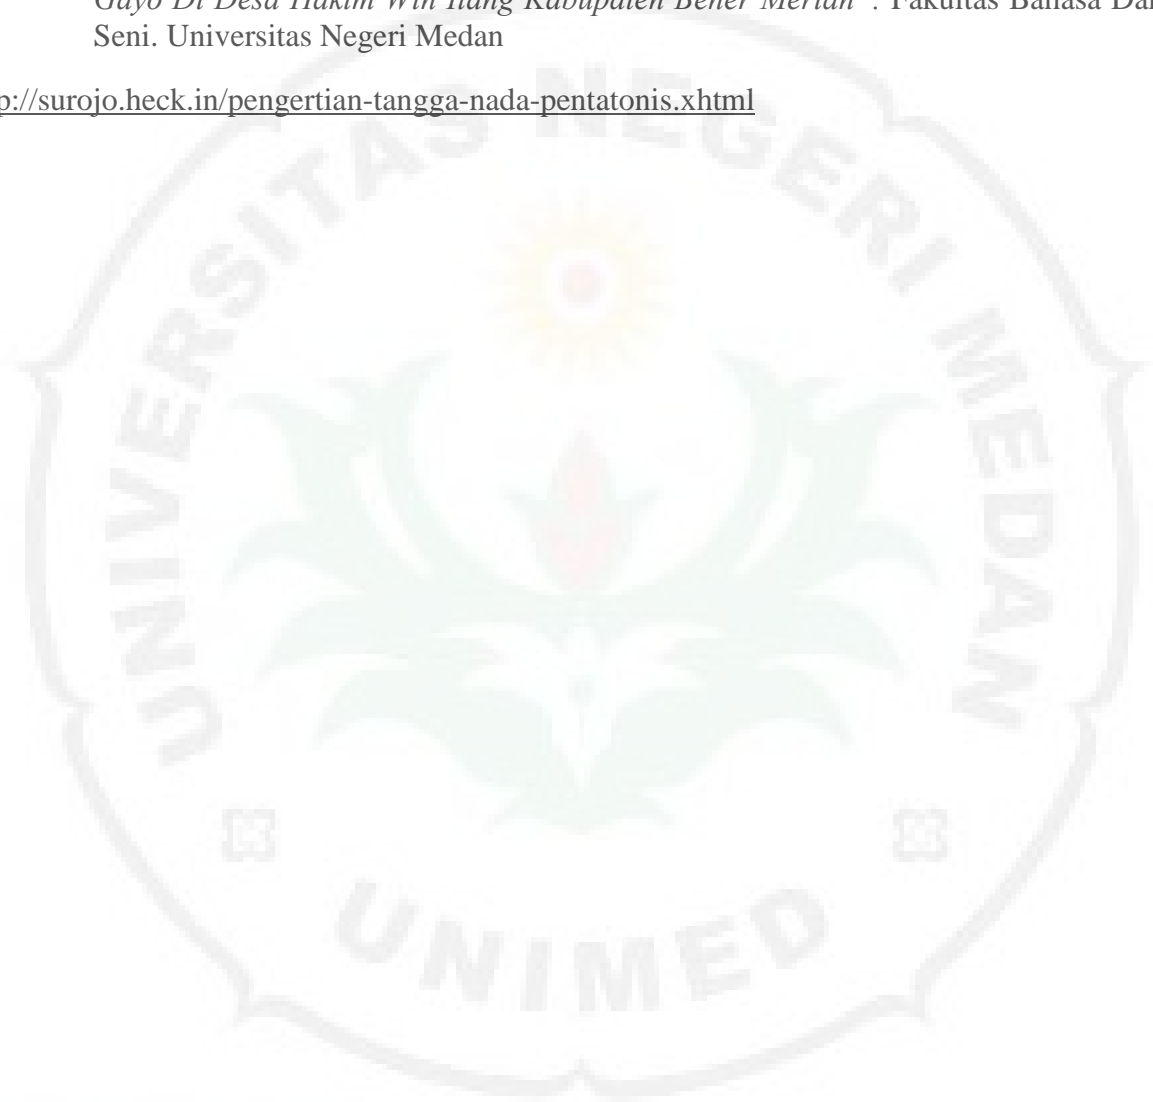 Gayo Di Desa Hakim Win Ilang Kabupaten Bener Meriah". Fakultas Bahasa Dan
Seni. Universitas Negeri Medan
p://surojo.heck.in/pengertian-tangga-nada-pentatonis.xhtml
UNIVERSITAS NEGERI MEDAN
UNIMED